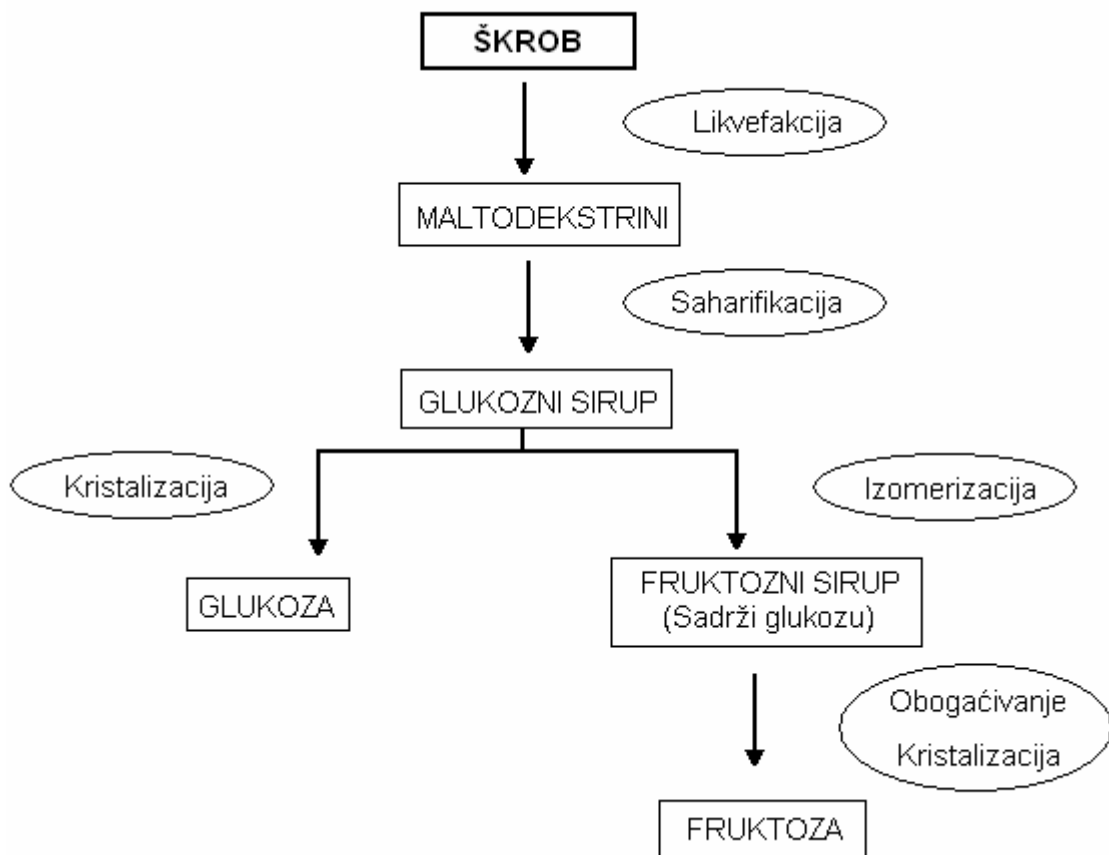 ŠKROB
Likvefakcija
MALTODEKSTRINI
Saharifikacija
GLUKOZNI SIRUP
Kristalizacija
Izomerizacija
GLUKOZA
FRUKTOZNI SIRUP
(Sadrži glukozu)
Obogaćivanje
Kristalizacija
FRUKTOZA